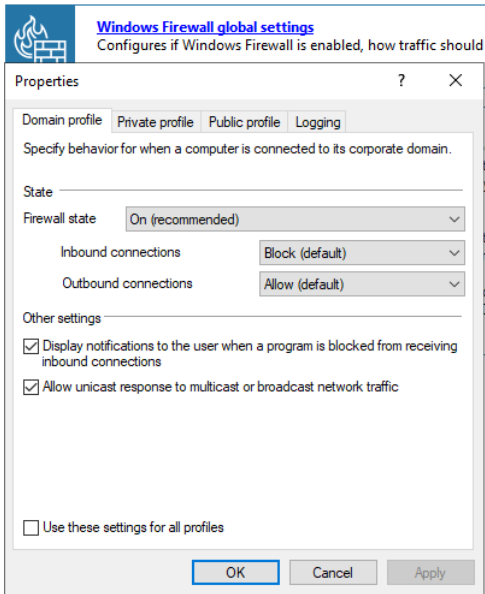 Windows Firewall global settings
Configures if Windows Firewall is enabled, how traffic should
Properties
Domain profile Private profile Public profile Logging
Specify behavior for when a computer is connected to its corporate domain.
State
Firewall state On (recommended)
Inbound connections Block (default)
Outbound connections Allow (default)
Other settings
Display notifications to the user when a program is blocked from receiving
inbound connections
Allow unicast response to multicast or broadcast network traffic
Use these settings for all profiles
OK Cancel Apply